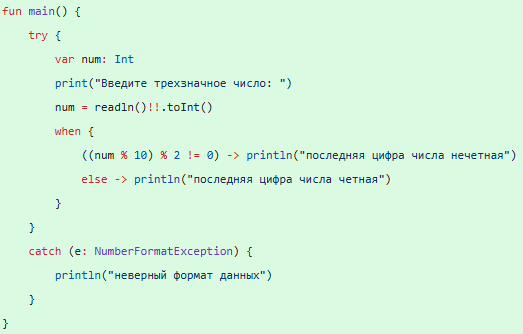 fun main() {
try {
var num: Int
print("Введите трехзначное число: ")
num = readln()!!.toInt()
when {
((num % 10) % 2 != 0) -> println("последняя цифра числа нечетная")
else -> println("последняя цифра числа четная")
}
}
catch (e: NumberFormatException) {
println("неверный формат данных")
}
}